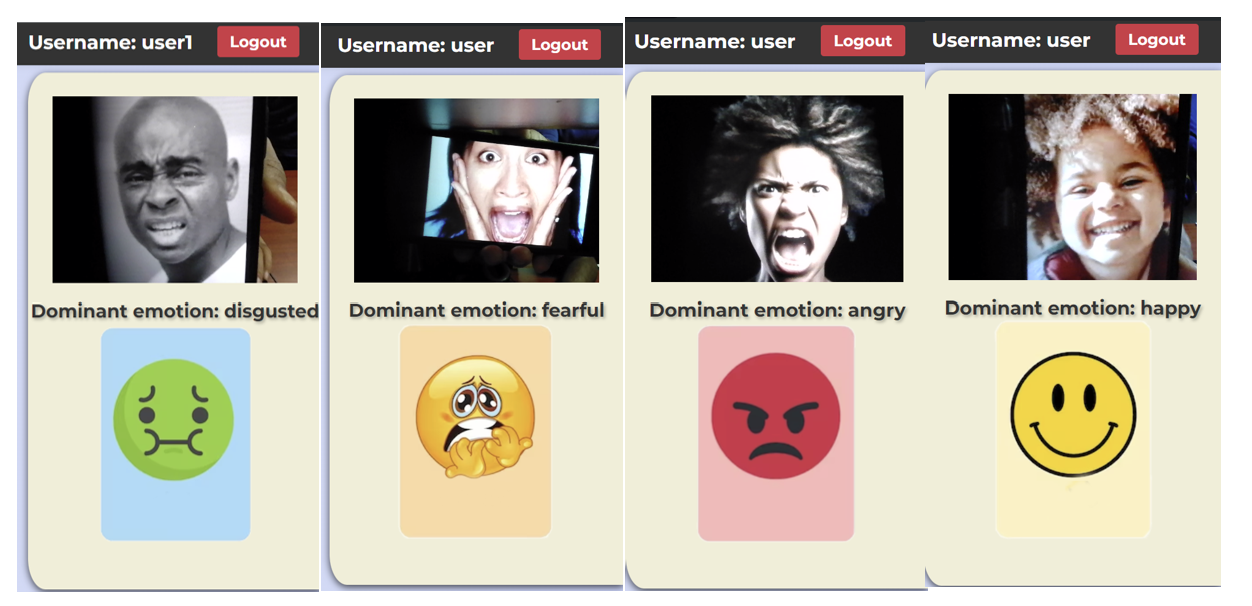 Username: user1 Logout
Dominant emotion: disgusted
Username: user Logout
Dominant emotion: fearful
Username: user Logout
Dominant emotion: angry
Username: user Logout
Dominant emotion: happy